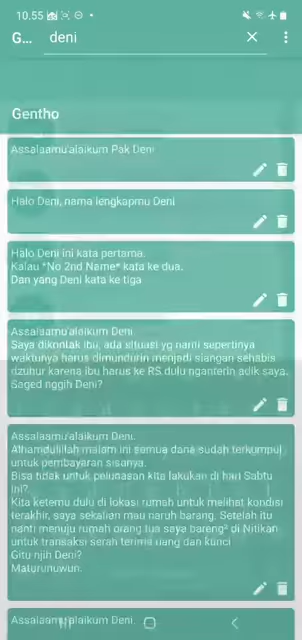 10.55
G... deni
Gentho
Assalaamu'alaikum Pak Deni
Halo Deni, nama lengkapmu Deni
Halo Deni ini kata pertama.
Kalau *No 2nd Name* kata ke dua.
Dan yang Deni kata ke tiga
Assalaamu'alaikum Deni.
Saya dikontak ibu, ada situasi yg nanti sepertinya
waktunya harus dimundurin menjadi siangan sehabis
dzuhur karena ibu harus ke RS dulu nganterin adik saya.
Saged nggih Deni?
Assalaamu'alaikum Deni.
Alhamdulillah malam ini semua dana sudah terkumpul
untuk pembayaran sisanya.
Bisa tidak untuk pelunasan kita lakukan di hari Sabtu
ini?
Kita ketemu dulu di lokasi rumah untuk melihat kondisi
terakhir, saya sekalian mau naruh barang. Setelah itu
nanti menuju rumah orang tua saya bareng² di Nitikan
untuk transaksi serah terima uang dan kunci
Gitu njih Deni?
Maturunuwun.
Assalaamu'alaikum Deni.